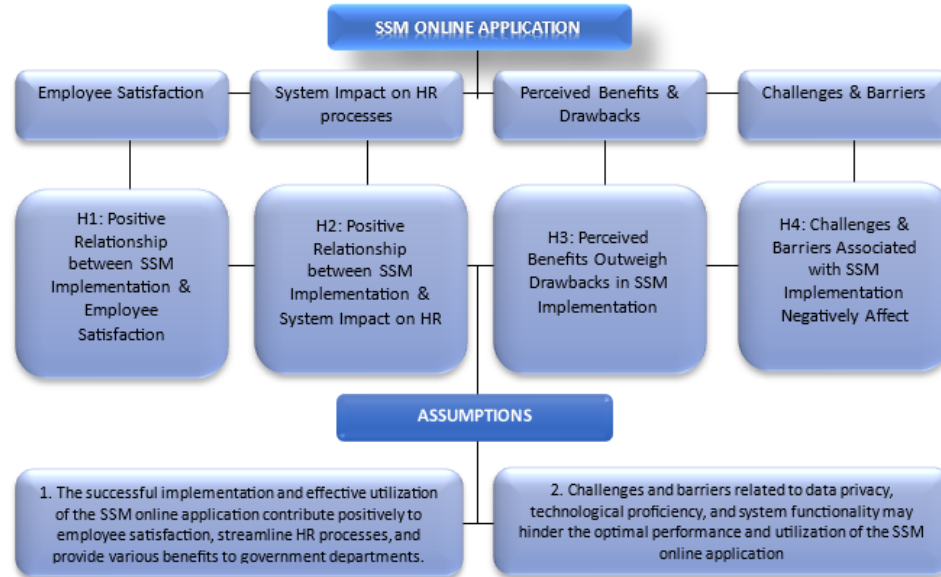 SSM ONLINE APPLICATION
Employee Satisfaction
System Impact on HR
processes
Perceived Benefits &
Drawbacks
Challenges & Barriers
H1: Positive
Relationship
between SSM
Implementation &
Employee
Satisfaction
H2: Positive
Relationship
between SSM
Implementation &
System Impact on HR
H3: Perceived
Benefits Outweigh
Drawbacks in SSM
Implementation
H4: Challenges &
Barriers Associated
with SSM
Implementation
Negatively Affect
ASSUMPTIONS
1. The successful implementation and effective utilization
of the SSM online application contribute positively to
employee satisfaction, streamline HR processes, and
provide various benefits to government departments.
2. Challenges and barriers related to data privacy,
technological proficiency, and system functionality may
hinder the optimal performance and utilization of the SSM
online application